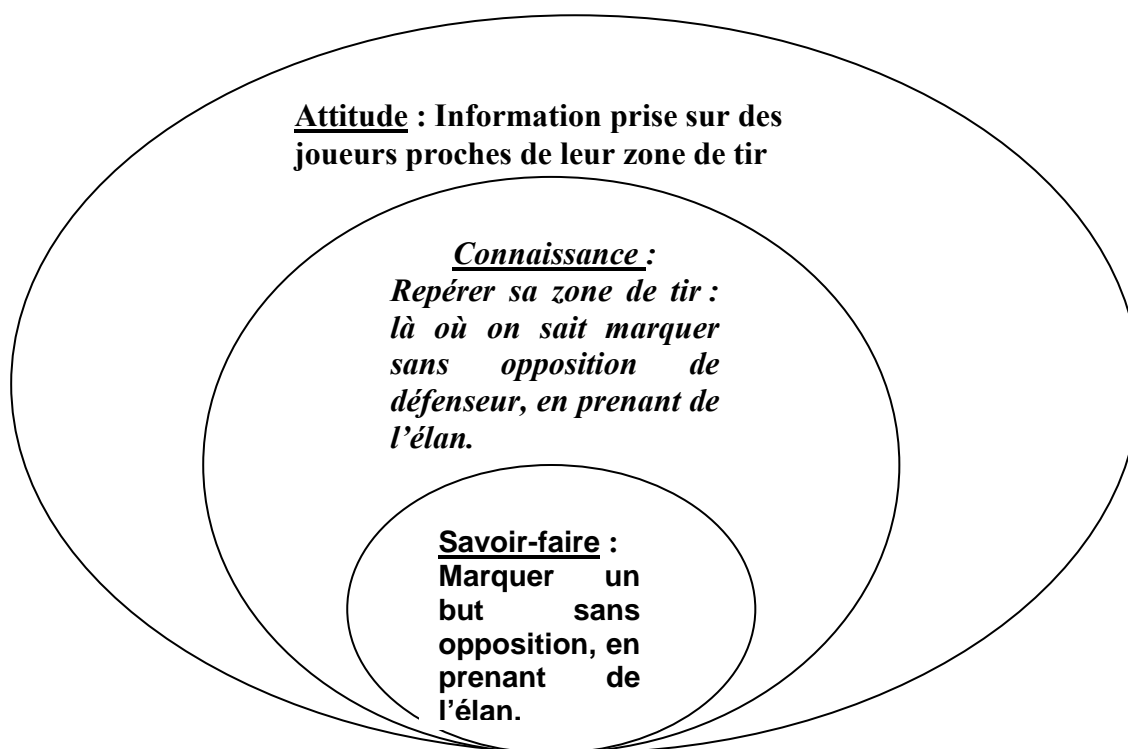 Attitude : Information prise sur des
joueurs proches de leur zone de tir
Connaissance :
Repérer sa zone de tir :
là où on sait marquer
sans opposition de
défenseur, en prenant de
l’élan.
Savoir-faire :
Marquer un
but sans
opposition, en
prenant de
l’élan.